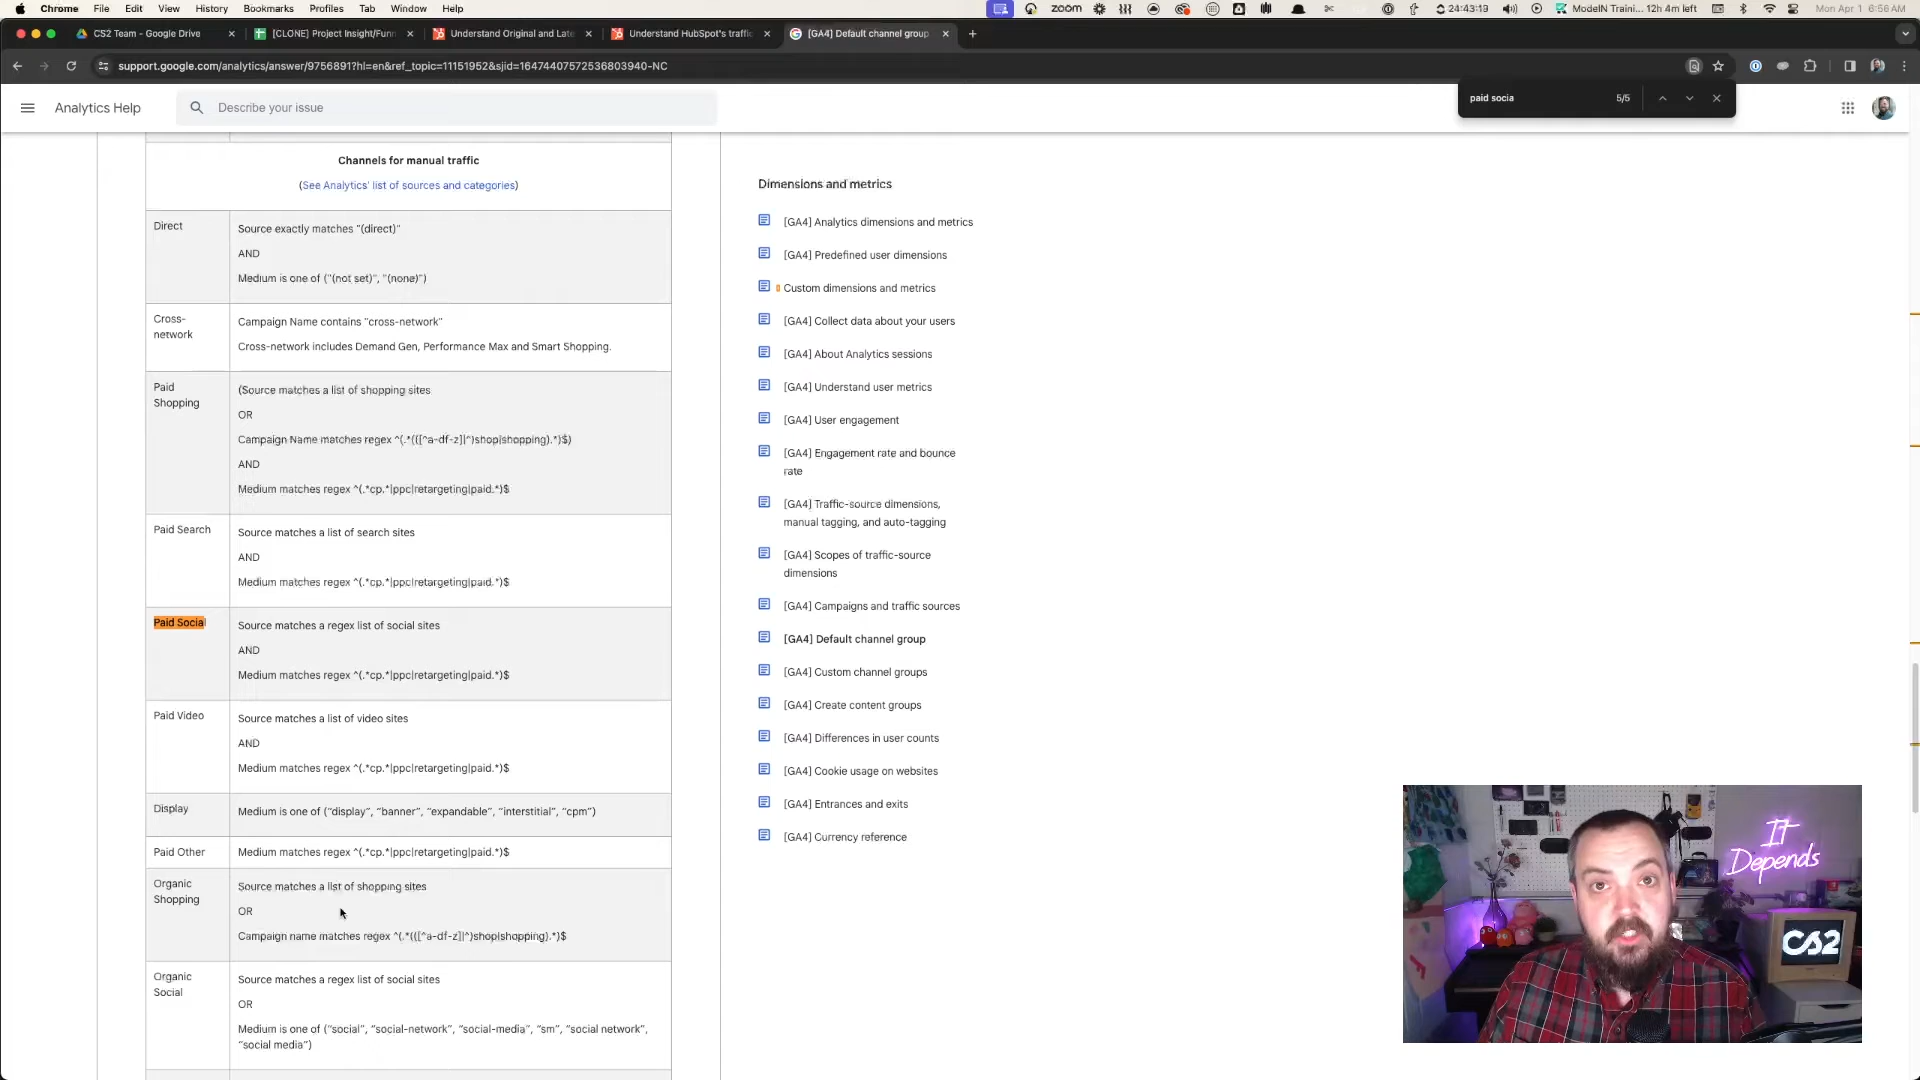 Chrome File Edit View History Bookmarks Profiles Tab Window Help
zoom 24:43:19 ModelN Traini... 12h 4m left Mon Apr 1 6:56 AM
CS2 Team - Google Drive
[CLONE] Project Insight/Funn
Understand Original and Late
Understand HubSpot's traffic
[GA4] Default channel group
support.google.com/analytics/answer/9756891?hl=en&ref_topic=11151952&sjid=16474407572536803940-NC
paid socia 5/5
Analytics Help
Describe your issue
Channels for manual traffic
(See Analytics' list of sources and categories)
Direct
Source exactly matches "(direct)"
AND
Medium is one of ("(not set)", "(none)")
Cross-
network
Campaign Name contains "cross-network"
Cross-network includes Demand Gen, Performance Max and Smart Shopping.
Paid
Shopping
(Source matches a list of shopping sites
OR
Campaign Name matches regex ^(.*(([^a-df-z]|^)shop|shopping).*)$)
AND
Medium matches regex ^(.*cp.*|ppc|retargeting|paid.*)$
Paid Search
Source matches a list of search sites
AND
Medium matches regex ^(.*cp.*|ppc|retargeting|paid.*)$
Paid Social
Source matches a regex list of social sites
AND
Medium matches regex ^(.*cp.*|ppc|retargeting|paid.*)$
Paid Video
Source matches a list of video sites
AND
Medium matches regex ^(.*cp.*|ppc|retargeting|paid.*)$
Display
Medium is one of ("display", "banner", "expandable", "interstitial", "cpm")
Paid Other
Medium matches regex ^(.*cp.*|ppc|retargeting|paid.*)$
Organic
Shopping
Source matches a list of shopping sites
OR
Campaign name matches regex ^(.*(([^a-df-z]|^)shop|shopping).*)$
Organic
Social
Source matches a regex list of social sites
OR
Medium is one of ("social", "social-network", "social-media", "sm", "social network",
"social media")
Dimensions and metrics
[GA4] Analytics dimensions and metrics
[GA4] Predefined user dimensions
Custom dimensions and metrics
[GA4] Collect data about your users
[GA4] About Analytics sessions
[GA4] Understand user metrics
[GA4] User engagement
[GA4] Engagement rate and bounce
rate
[GA4] Traffic-source dimensions,
manual tagging, and auto-tagging
[GA4] Scopes of traffic-source
dimensions
[GA4] Campaigns and traffic sources
[GA4] Default channel group
[GA4] Custom channel groups
[GA4] Create content groups
[GA4] Differences in user counts
[GA4] Cookie usage on websites
[GA4] Entrances and exits
[GA4] Currency reference
It
Depends
CS2